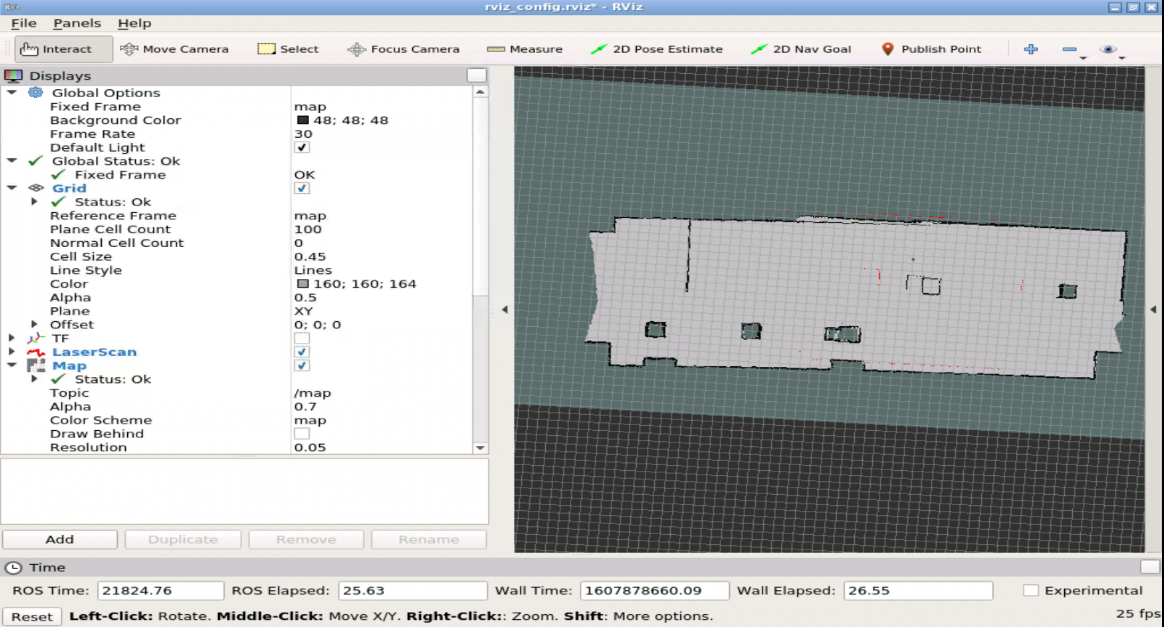 rviz_config.rviz* - RViz
File Panels Help
Interact Move Camera Select Focus Camera Measure 2D Pose Estimate 2D Nav Goal Publish Point
Displays
Global Options
Fixed Frame map
Background Color 48; 48; 48
Frame Rate 30
Default Light
Global Status: Ok
Fixed Frame OK
Grid
Status: Ok
Reference Frame map
Plane Cell Count 100
Normal Cell Count 0
Cell Size 0.45
Line Style Lines
Color 160; 160; 164
Alpha 0.5
Plane XY
Offset 0; 0; 0
TF
LaserScan
Map
Status: Ok
Topic /map
Alpha 0.7
Color Scheme map
Draw Behind
Resolution 0.05
Add Duplicate Remove Rename
Time
ROS Time: 21824.76 ROS Elapsed: 25.63 Wall Time: 1607878660.09 Wall Elapsed: 26.55 Experimental
Reset Left-Click: Rotate. Middle-Click: Move X/Y. Right-Click:: Zoom. Shift: More options. 25 fps